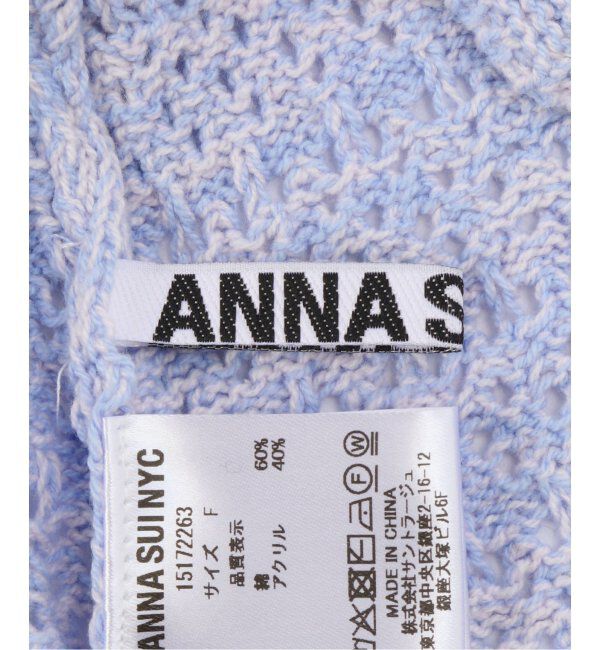 ANNA S
ANNA SUI NYC
15172263
サイズ F
品質表示
綿 60%
アクリル 40%
MADE IN CHINA
株式会社サントラージュ
東京都中央区銀座2-16-12
銀座大塚ビル6F